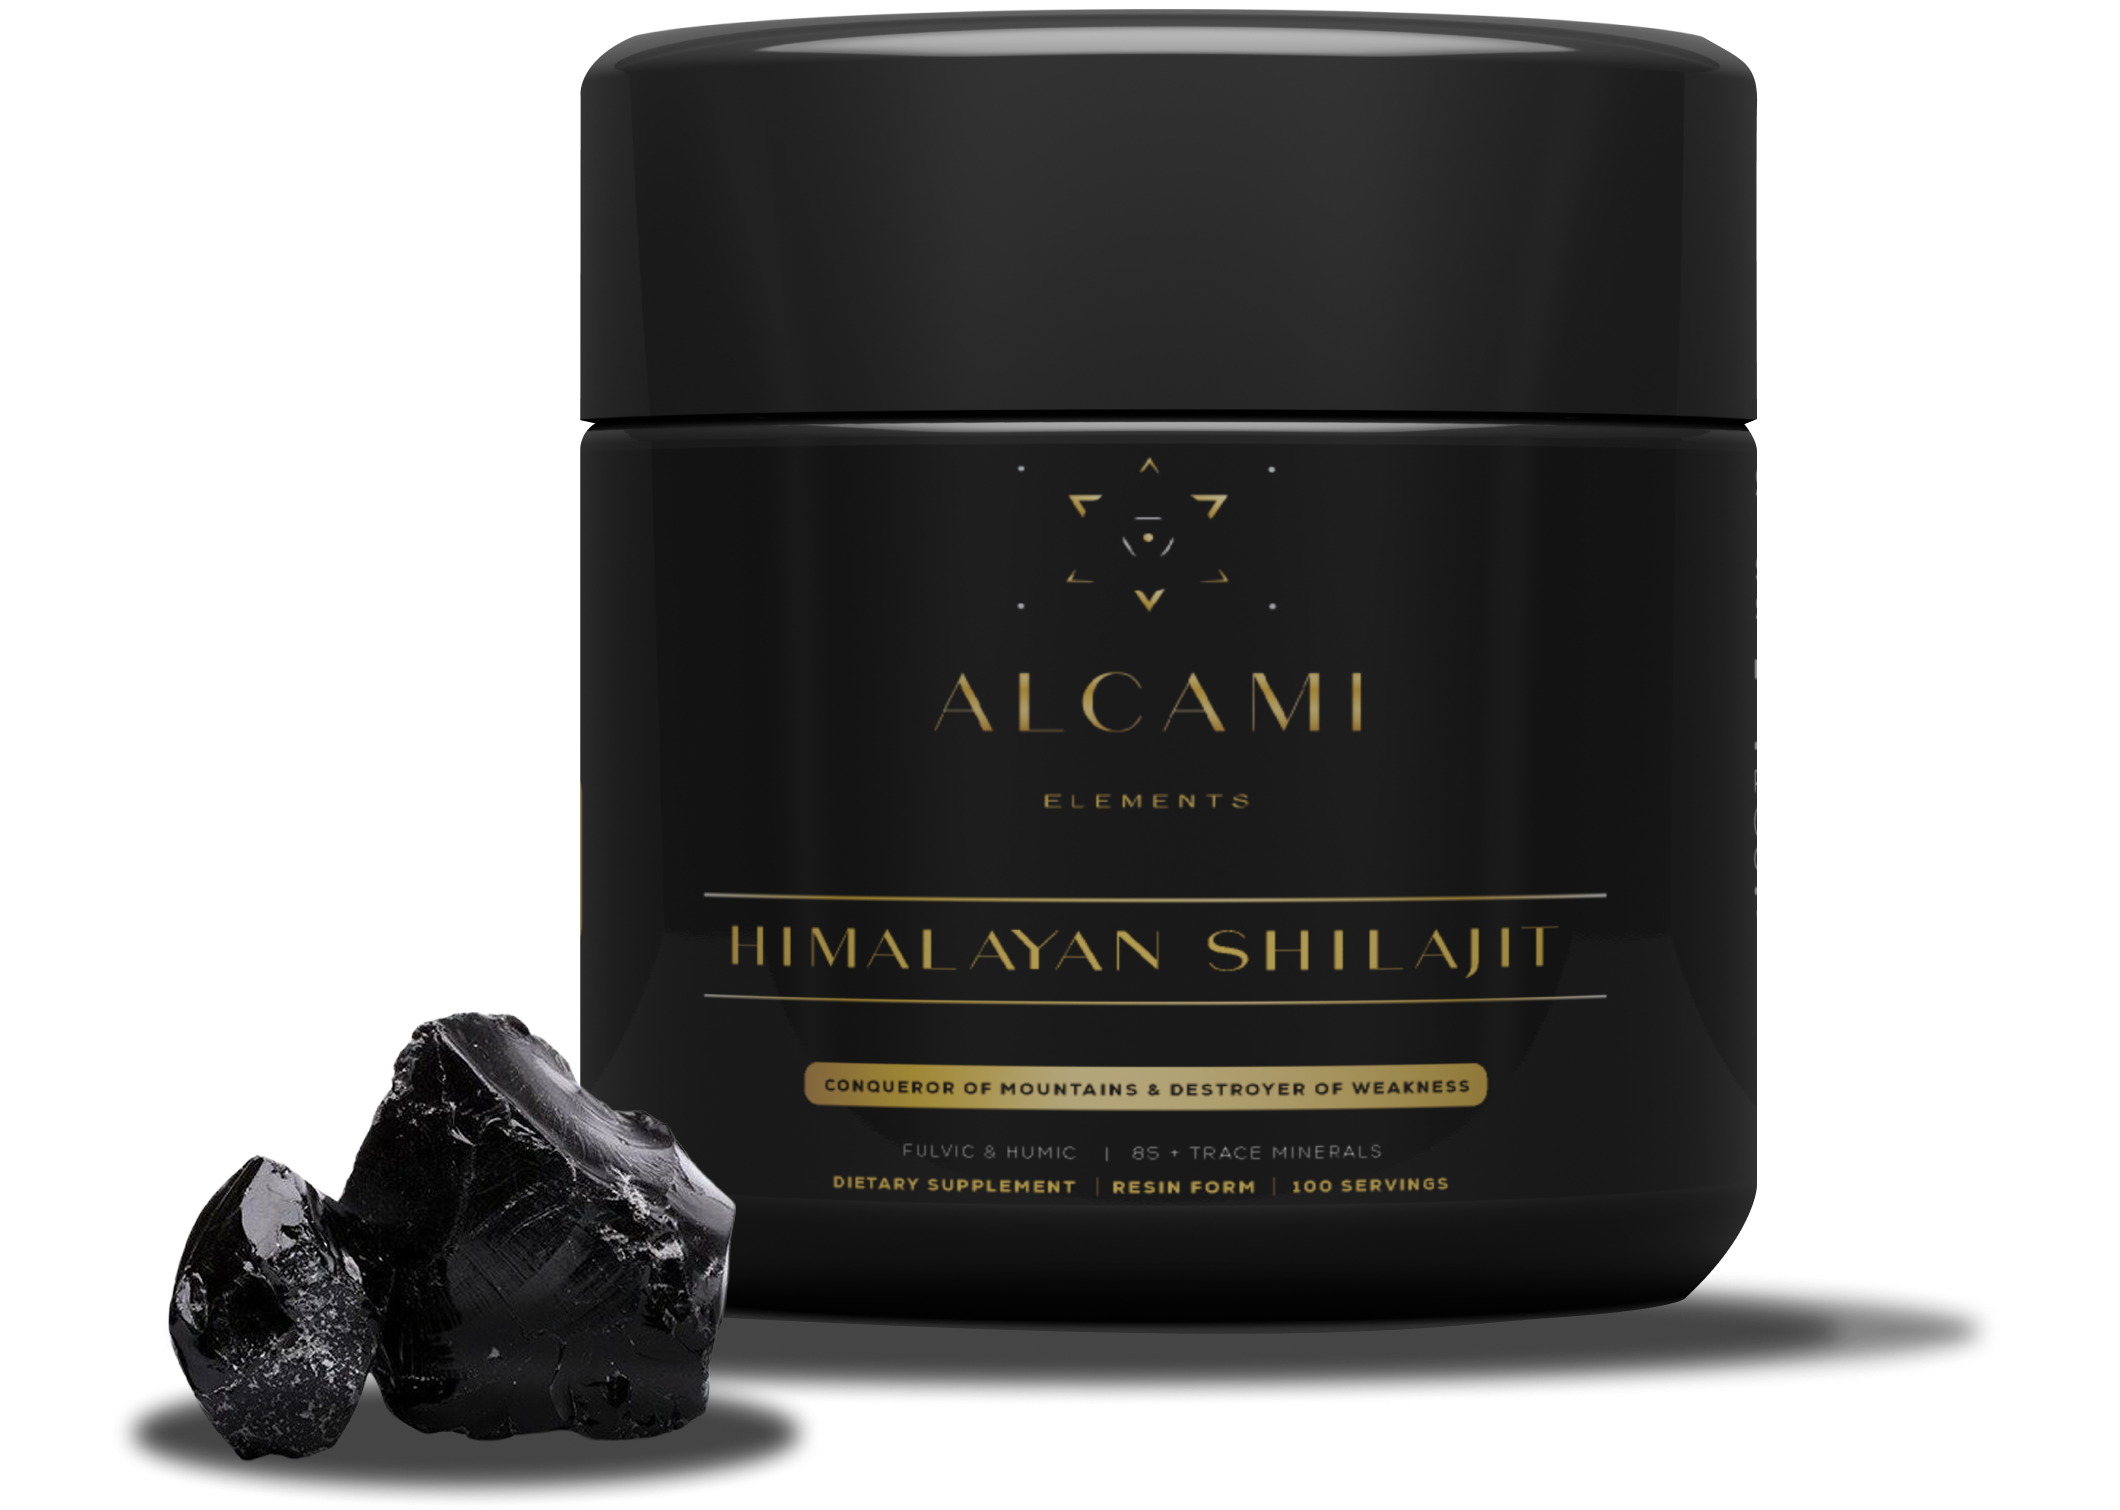 ALCAMI
ELEMENTS
HIMALAYAN SHILAJIT
CONQUEROR OF MOUNTAINS & DESTROYER OF WEAKNESS
FULVIC & HUMIC | 85 + TRACE MINERALS
DIETARY SUPPLEMENT | RESIN FORM | 100 SERVINGS